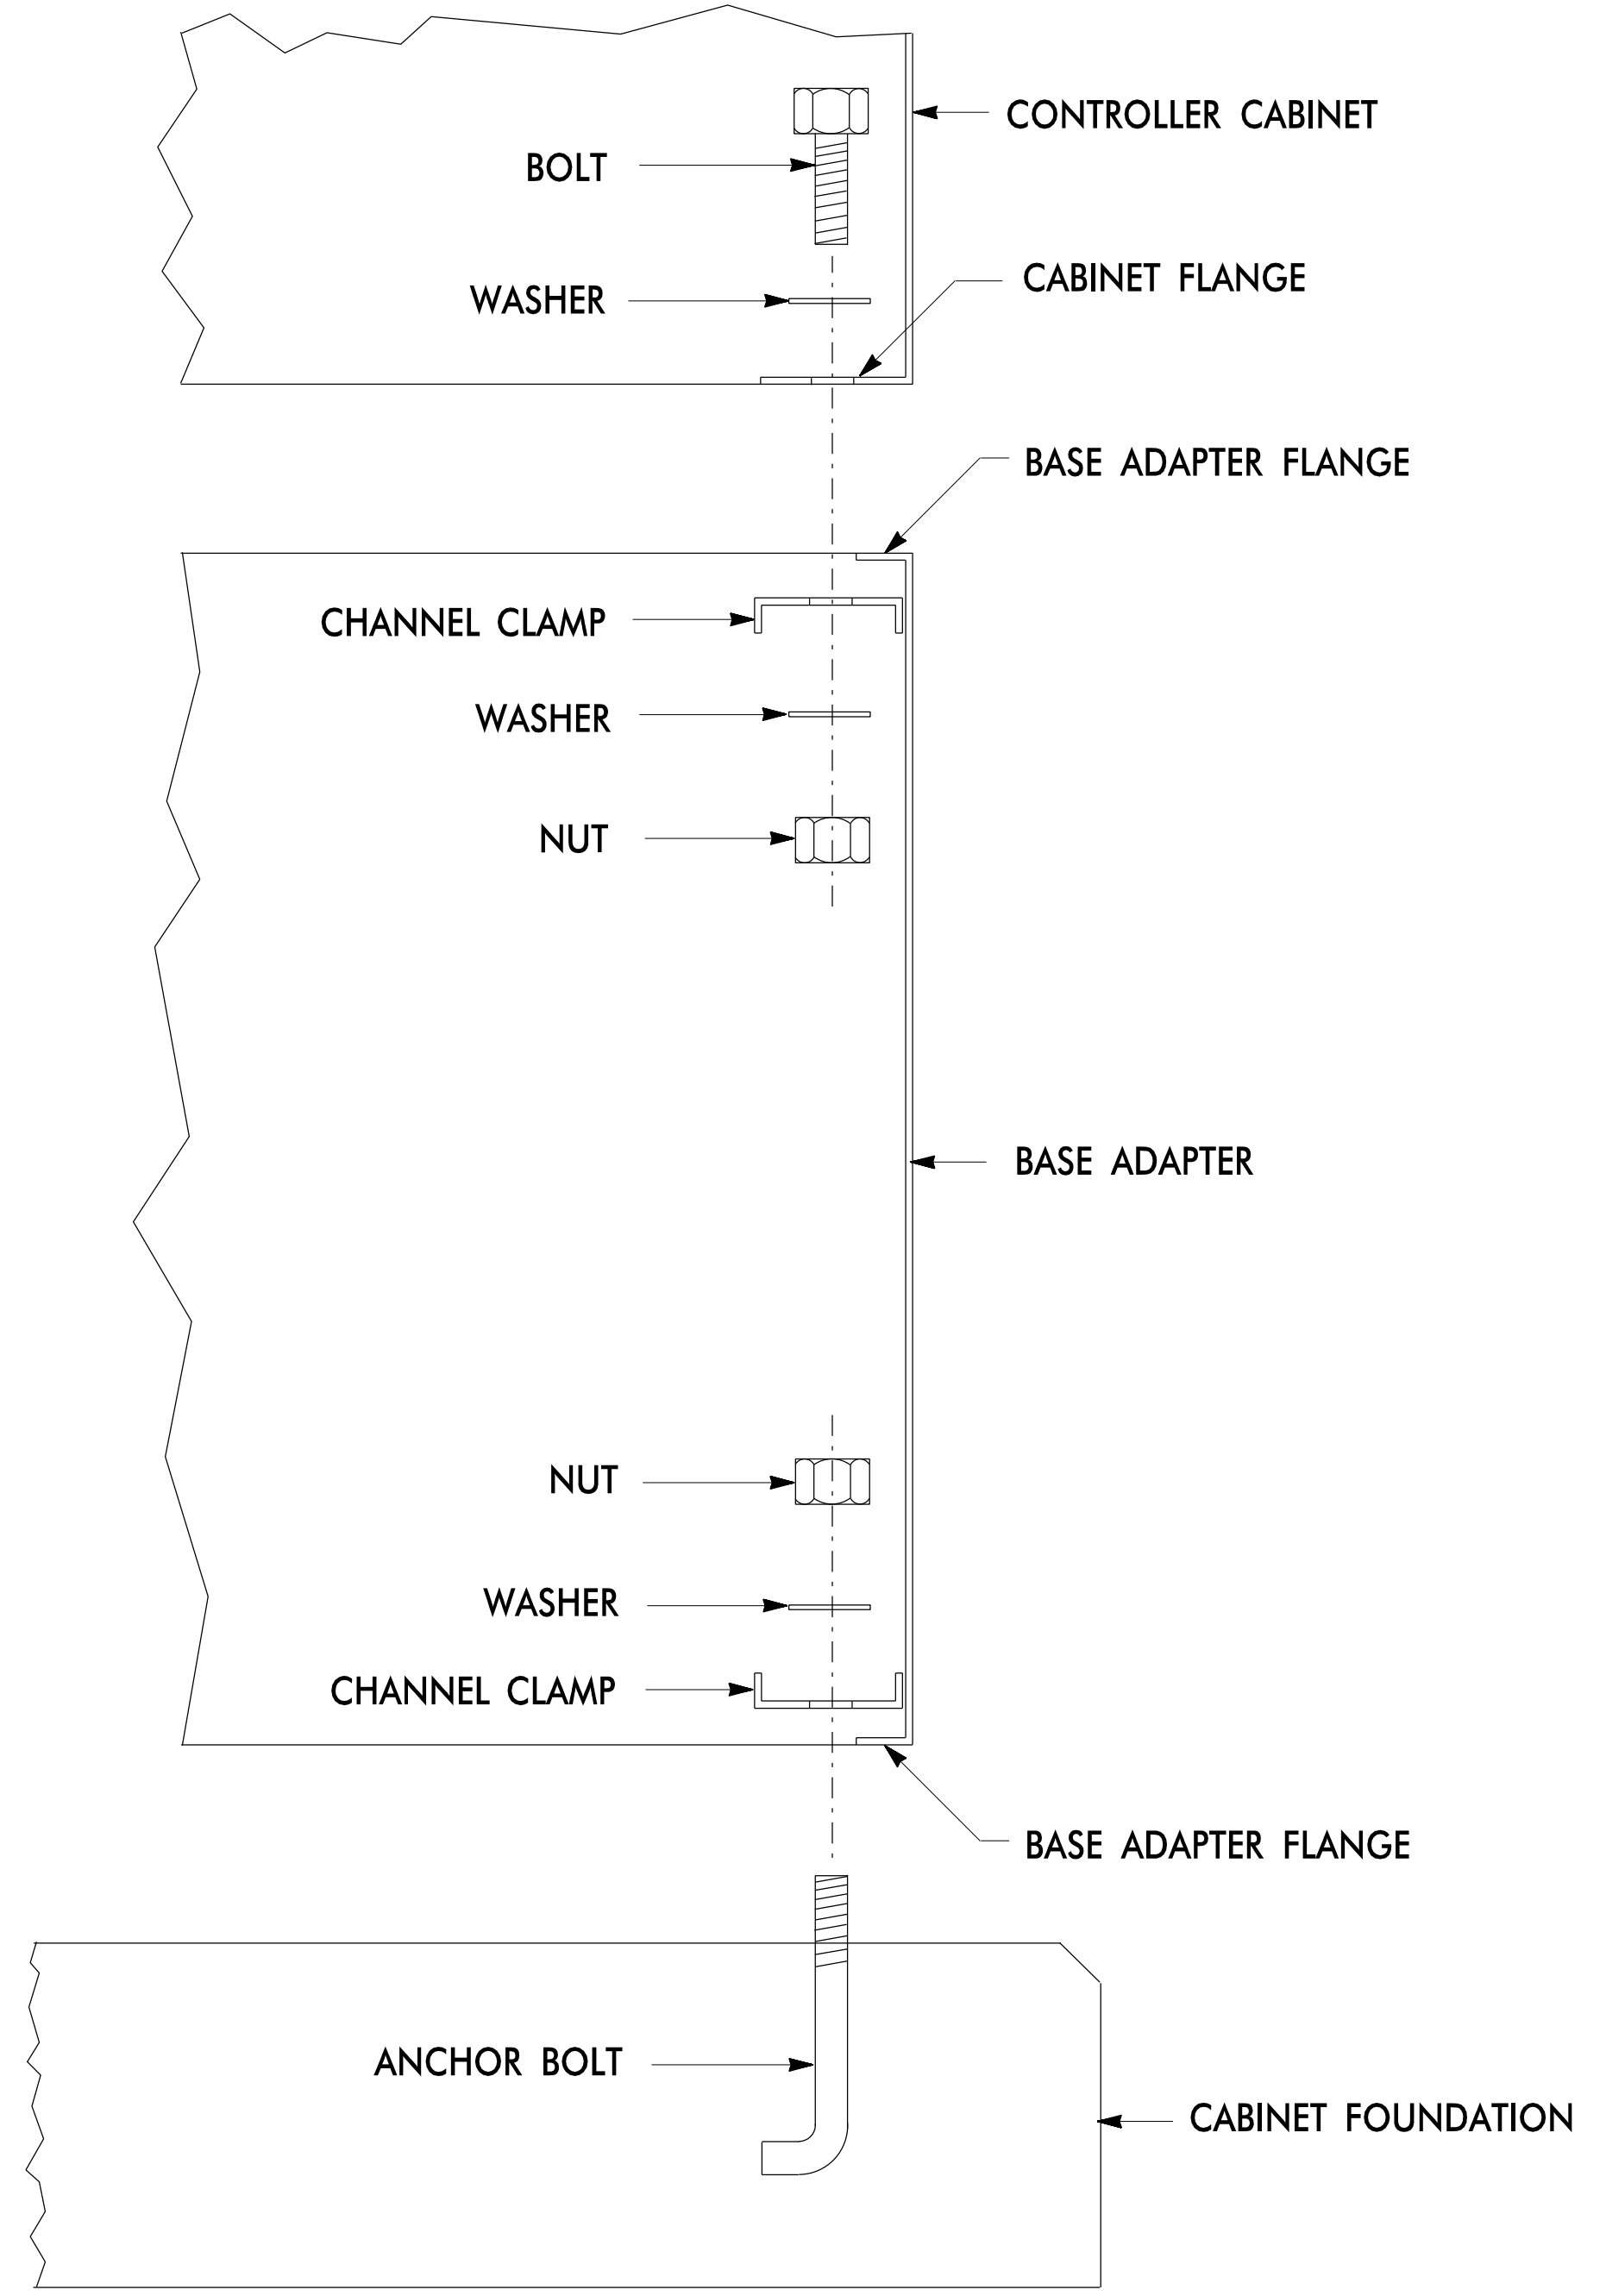 CONTROLLER CABINET
BOLT
CABINET FLANGE
WASHER
BASE ADAPTER FLANGE
CHANNEL CLAMP
WASHER
NUT
BASE ADAPTER
NUT
WASHER
CHANNEL CLAMP
BASE ADAPTER FLANGE
ANCHOR BOLT
CABINET FOUNDATION